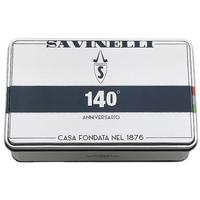 SAVINELLI
S
140°
ANNIVERSARIO
CASA FONDATA NEL 1876